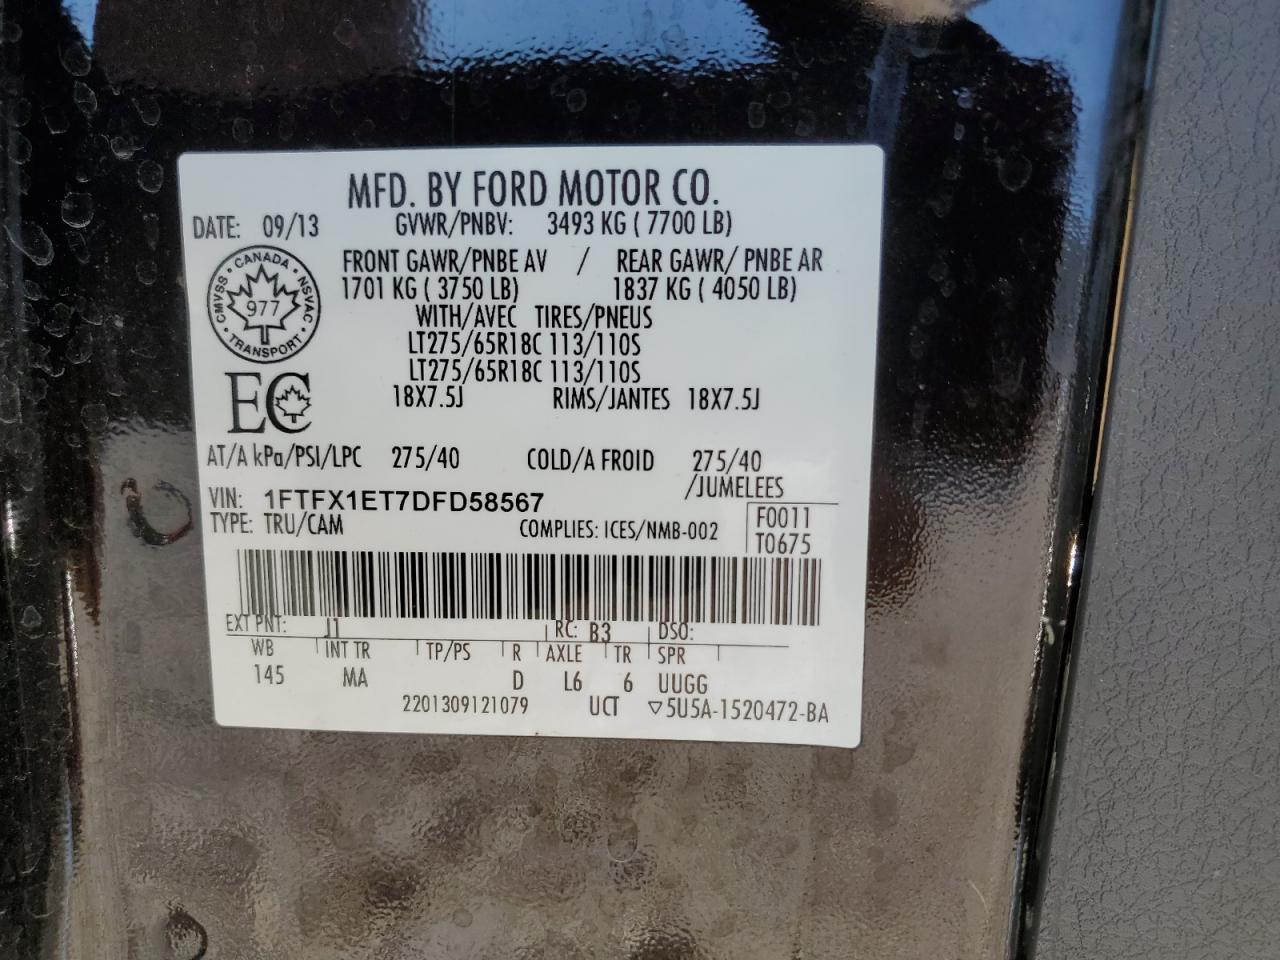 MFD. BY FORD MOTOR CO.
DATE: 09/13 GVWR/PNBV: 3493 KG ( 7700 LB)
FRONT GAWR/PNBE AV / REAR GAWR/ PNBE AR
1701 KG ( 3750 LB) 1837 KG ( 4050 LB)
WITH/AVEC TIRES/PNEUS
LT275/65R18C 113/110S
LT275/65R18C 113/110S
18X7.5J RIMS/JANTES 18X7.5J
CMVSS • CANADA • NSVAC • TRANSPORT •
977
EC
AT/A kPa/PSI/LPC 275/40 COLD/A FROID 275/40
/JUMELEES
VIN: 1FTFX1ET7DFD58567
TYPE: TRU/CAM COMPLIES: ICES/NMB-002
F0011
T0675
EXT PNT: J1 RC: B3 DSO:
WB INT TR TP/PS R AXLE TR SPR
145 MA D L6 6 UUGG
2201309121079 UCT ▽5U5A-1520472-BA